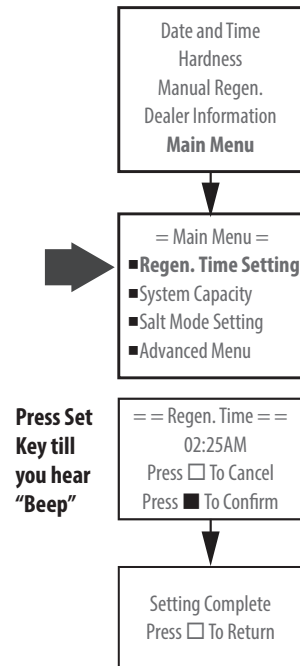 Date and Time
Hardness
Manual Regen.
Dealer Information
Main Menu
= Main Menu =
■Regen. Time Setting
■System Capacity
■Salt Mode Setting
■Advanced Menu
Press Set
Key till
you hear
“Beep”
= = Regen. Time = =
02:25AM
Press □ To Cancel
Press ■ To Confirm
Setting Complete
Press □ To Return